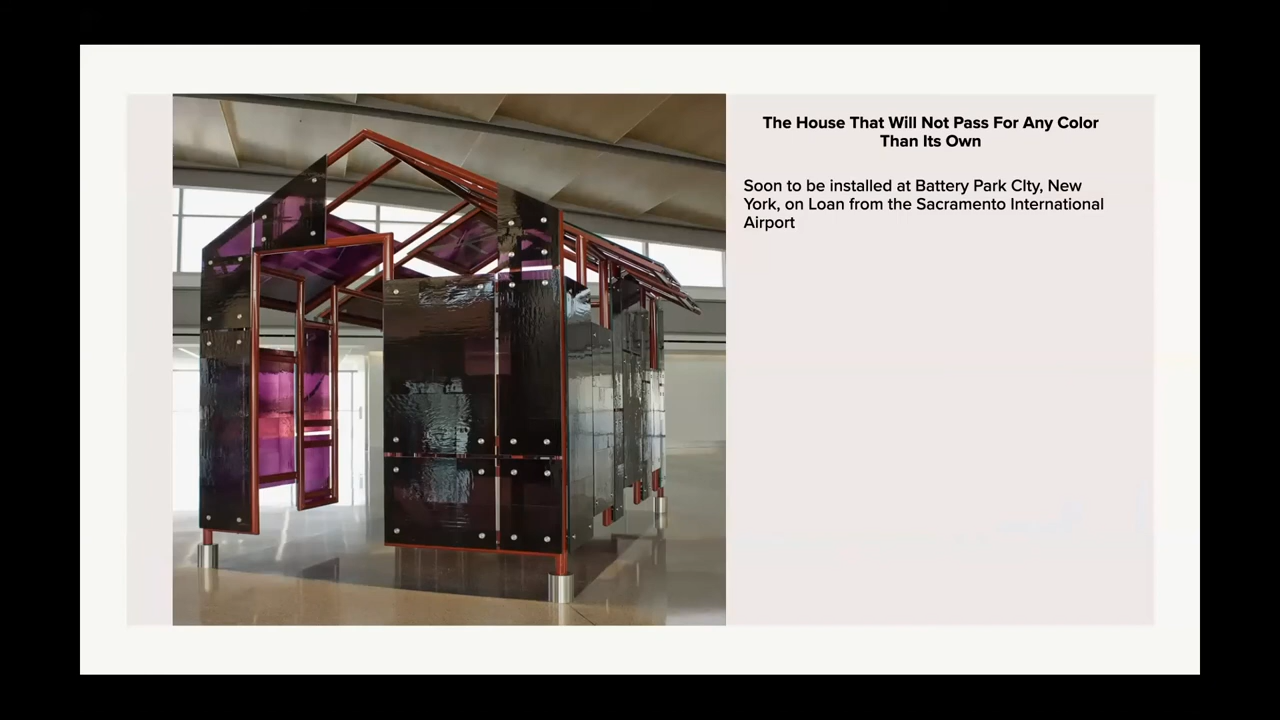 The House That Will Not Pass For Any Color
Than Its Own
Soon to be installed at Battery Park CIty, New
York, on Loan from the Sacramento International
Airport